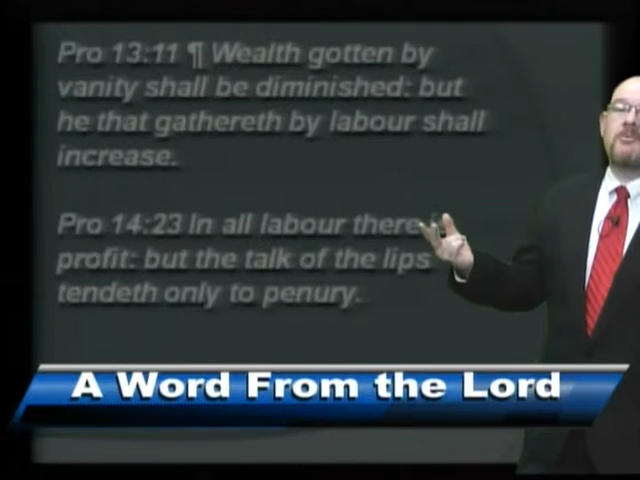 Pro 13:11 ¶ Wealth gotten by
vanity shall be diminished: but
he that gathereth by labour shall
increase.
Pro 14:23 In all labour there
profit: but the talk of the lips
tendeth only to penury.
A Word From the Lord